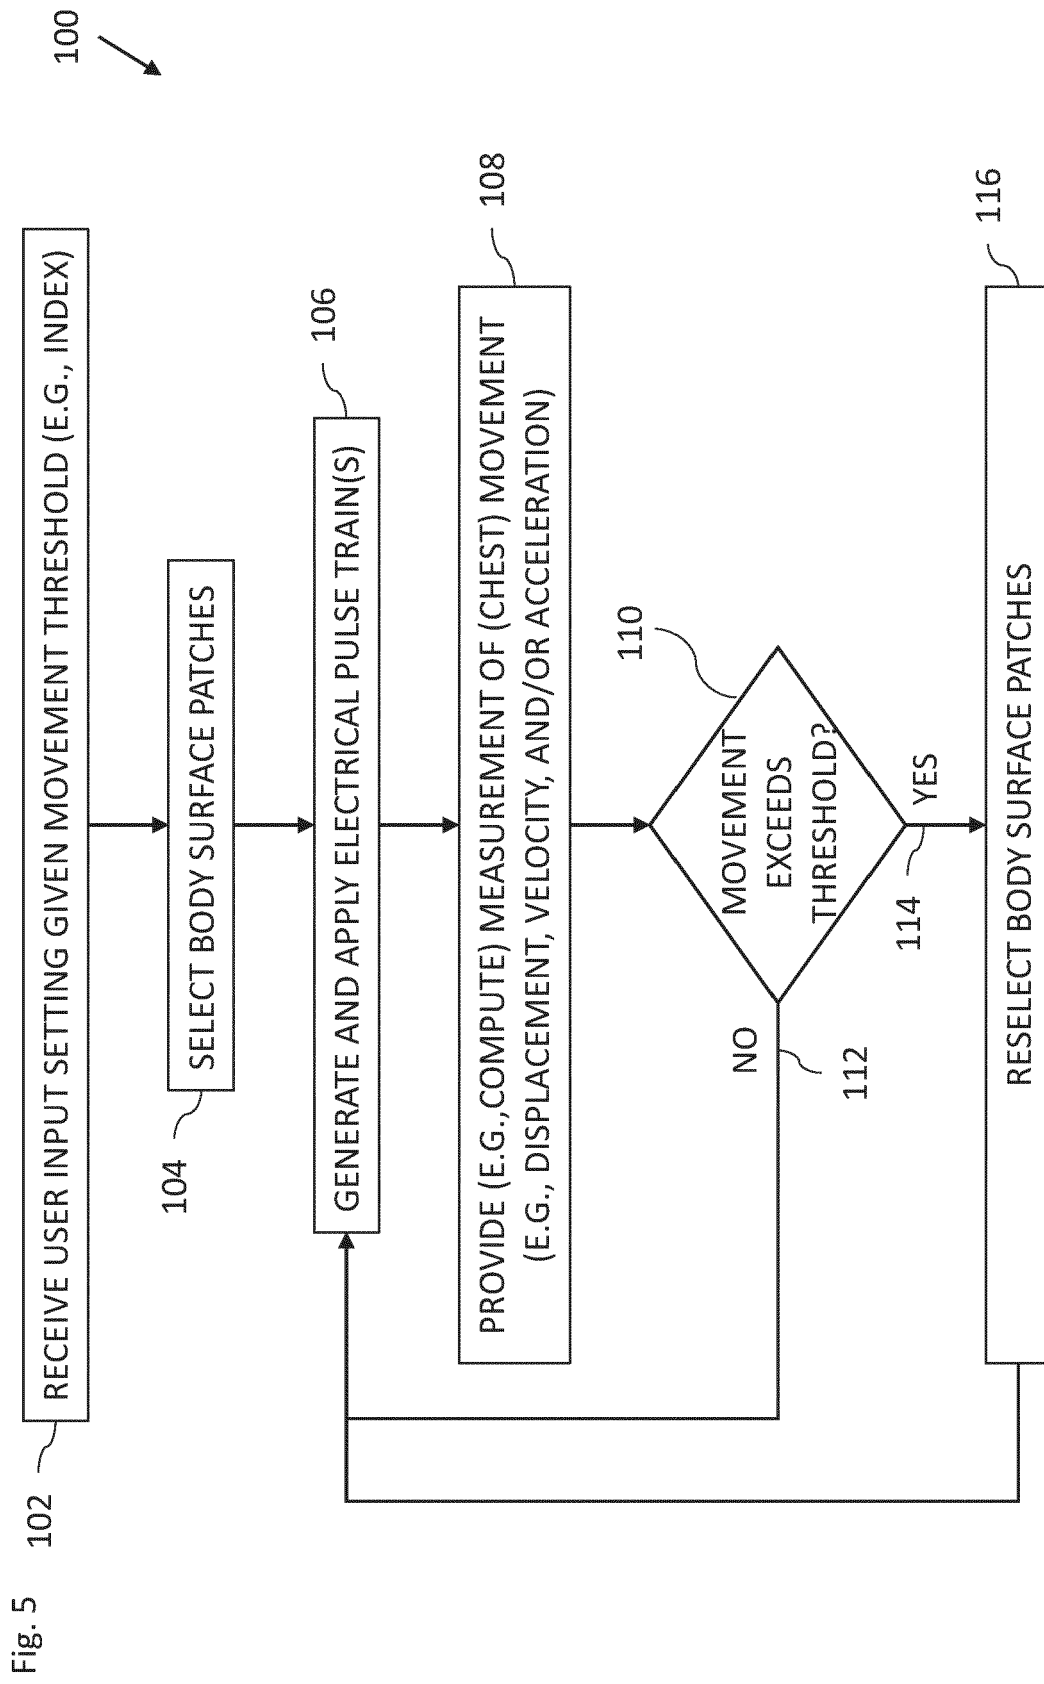 Fig. 5
100
102
RECEIVE USER INPUT SETTING GIVEN MOVEMENT THRESHOLD (E.G., INDEX)
104
SELECT BODY SURFACE PATCHES
106
GENERATE AND APPLY ELECTRICAL PULSE TRAIN(S)
108
PROVIDE (E.G.,COMPUTE) MEASUREMENT OF (CHEST) MOVEMENT
(E.G., DISPLACEMENT, VELOCITY, AND/OR ACCELERATION)
110
MOVEMENT
EXCEEDS
THRESHOLD?
NO
112
YES
114
116
RESELECT BODY SURFACE PATCHES